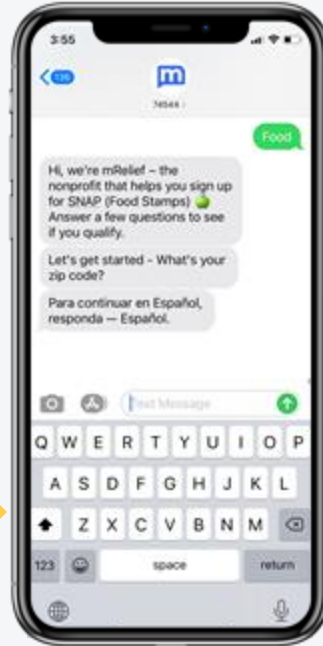 3:55
126
m
74544 ›
Food
Hi, we're mRelief – the
nonprofit that helps you sign up
for SNAP (Food Stamps) 🍏
Answer a few questions to see
if you qualify.
Let's get started - What's your
zip code?
Para continuar en Español,
responda — Español.
Text Message
Q W E R T Y U I O P
A S D F G H J K L
Z X C V B N M
123 space return